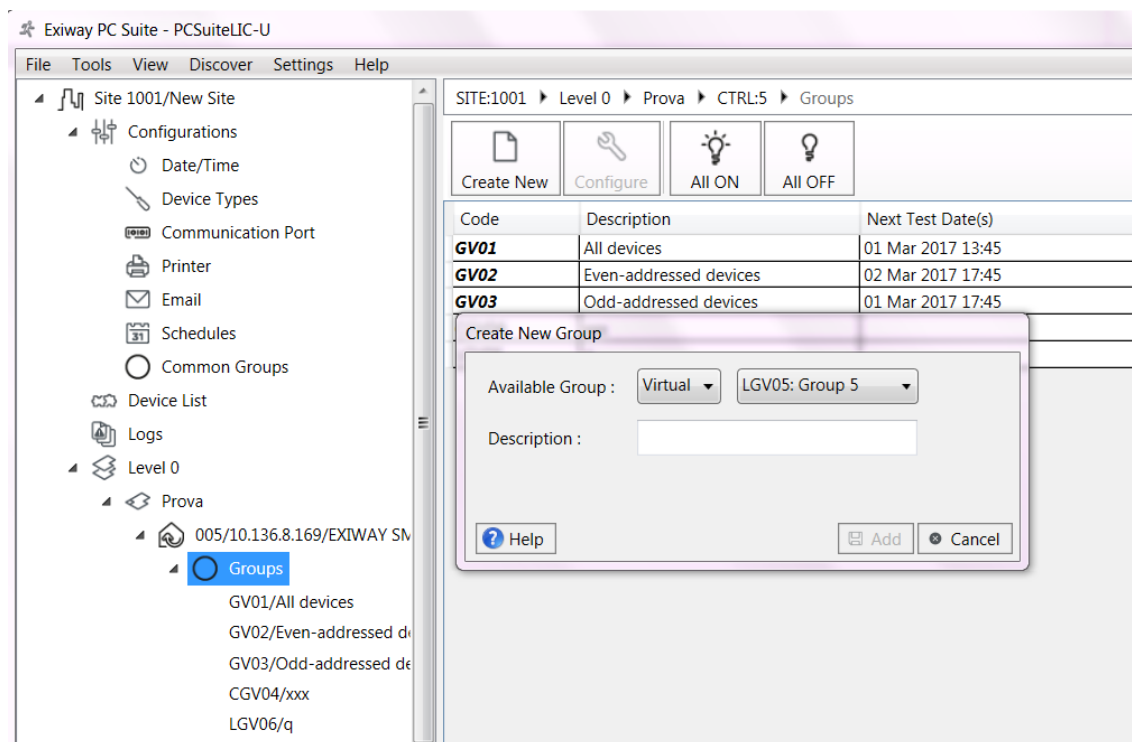 Exiway PC Suite - PCSuiteLIC-U
File Tools View Discover Settings Help
Site 1001/New Site
Configurations
Date/Time
Device Types
Communication Port
Printer
Email
31
Schedules
Common Groups
Device List
Logs
Level 0
Prova
005/10.136.8.169/EXIWAY SM
Groups
GV01/All devices
GV02/Even-addressed de
GV03/Odd-addressed de
CGV04/xxx
LGV06/q
SITE:1001 Level 0 Prova CTRL:5 Groups
Create New Configure All ON All OFF
Code Description Next Test Date(s)
GV01 All devices 01 Mar 2017 13:45
GV02 Even-addressed devices 02 Mar 2017 17:45
GV03 Odd-addressed devices 01 Mar 2017 17:45
Create New Group
Available Group : Virtual LGV05: Group 5
Description :
Help Add Cancel